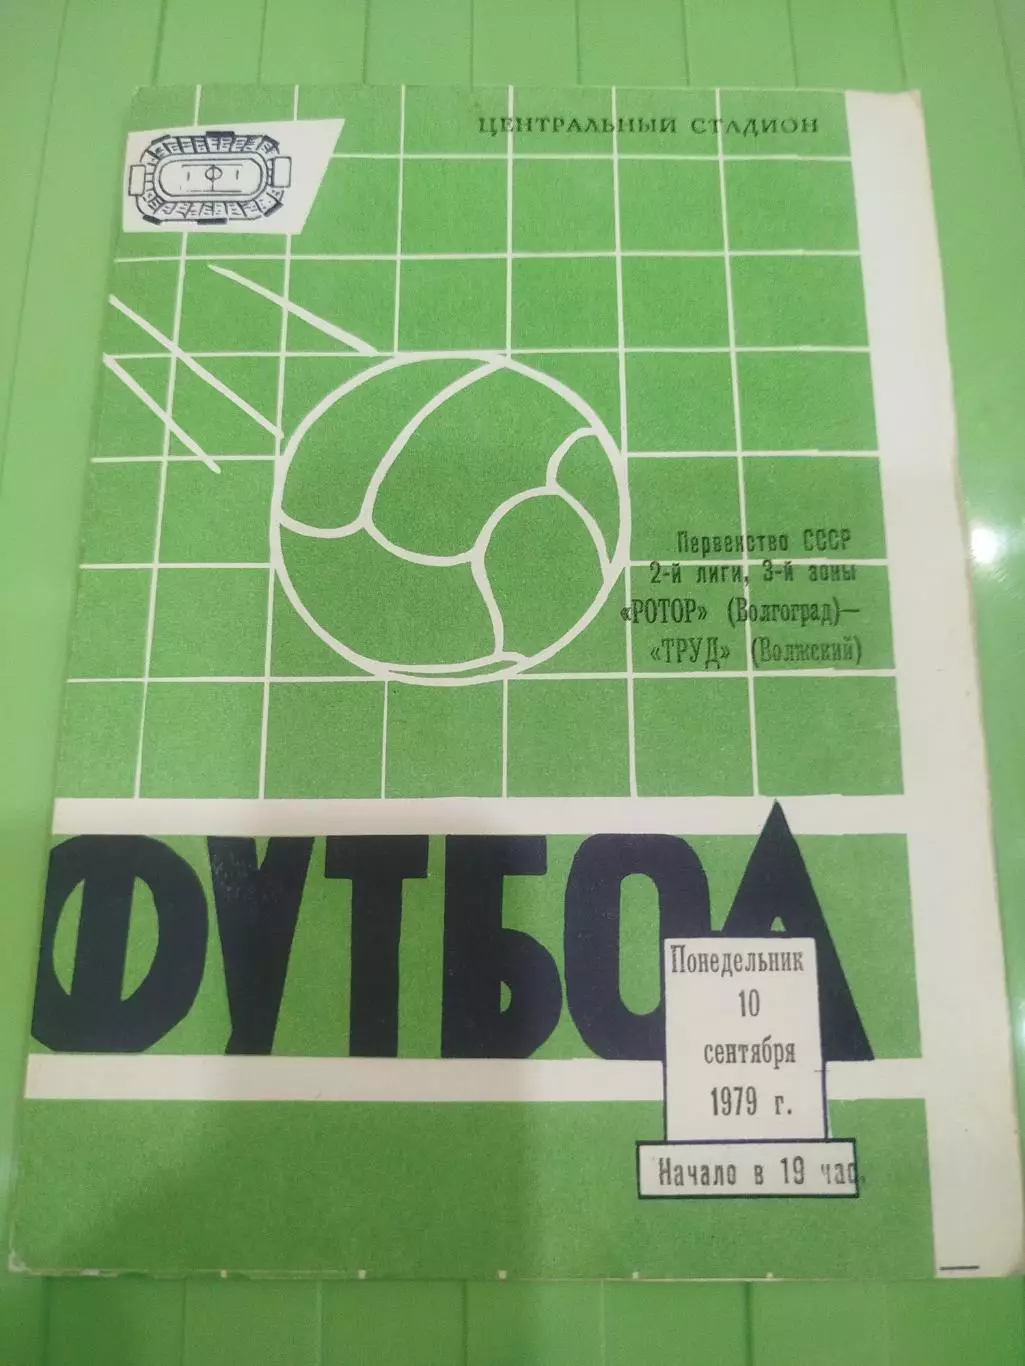 ЦЕНТРАЛЬНЫЙ СТАДИОН
Первенство СССР
2-й лиги, 3-й зоны
«РОТОР» (Волгоград)—
«ТРУД» (Волжский)
ФУТБОЛ
Понедельник
10
сентября
1979 г.
Начало в 19 час.